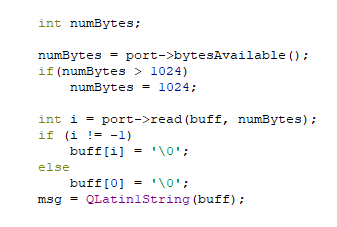 int numBytes;
numBytes = port->bytesAvailable();
if(numBytes > 1024)
numBytes = 1024;
int i = port->read(buff, numBytes);
if (i != -1)
buff[i] = '\0';
else
buff[0] = '\0';
msg = QLatin1String(buff);